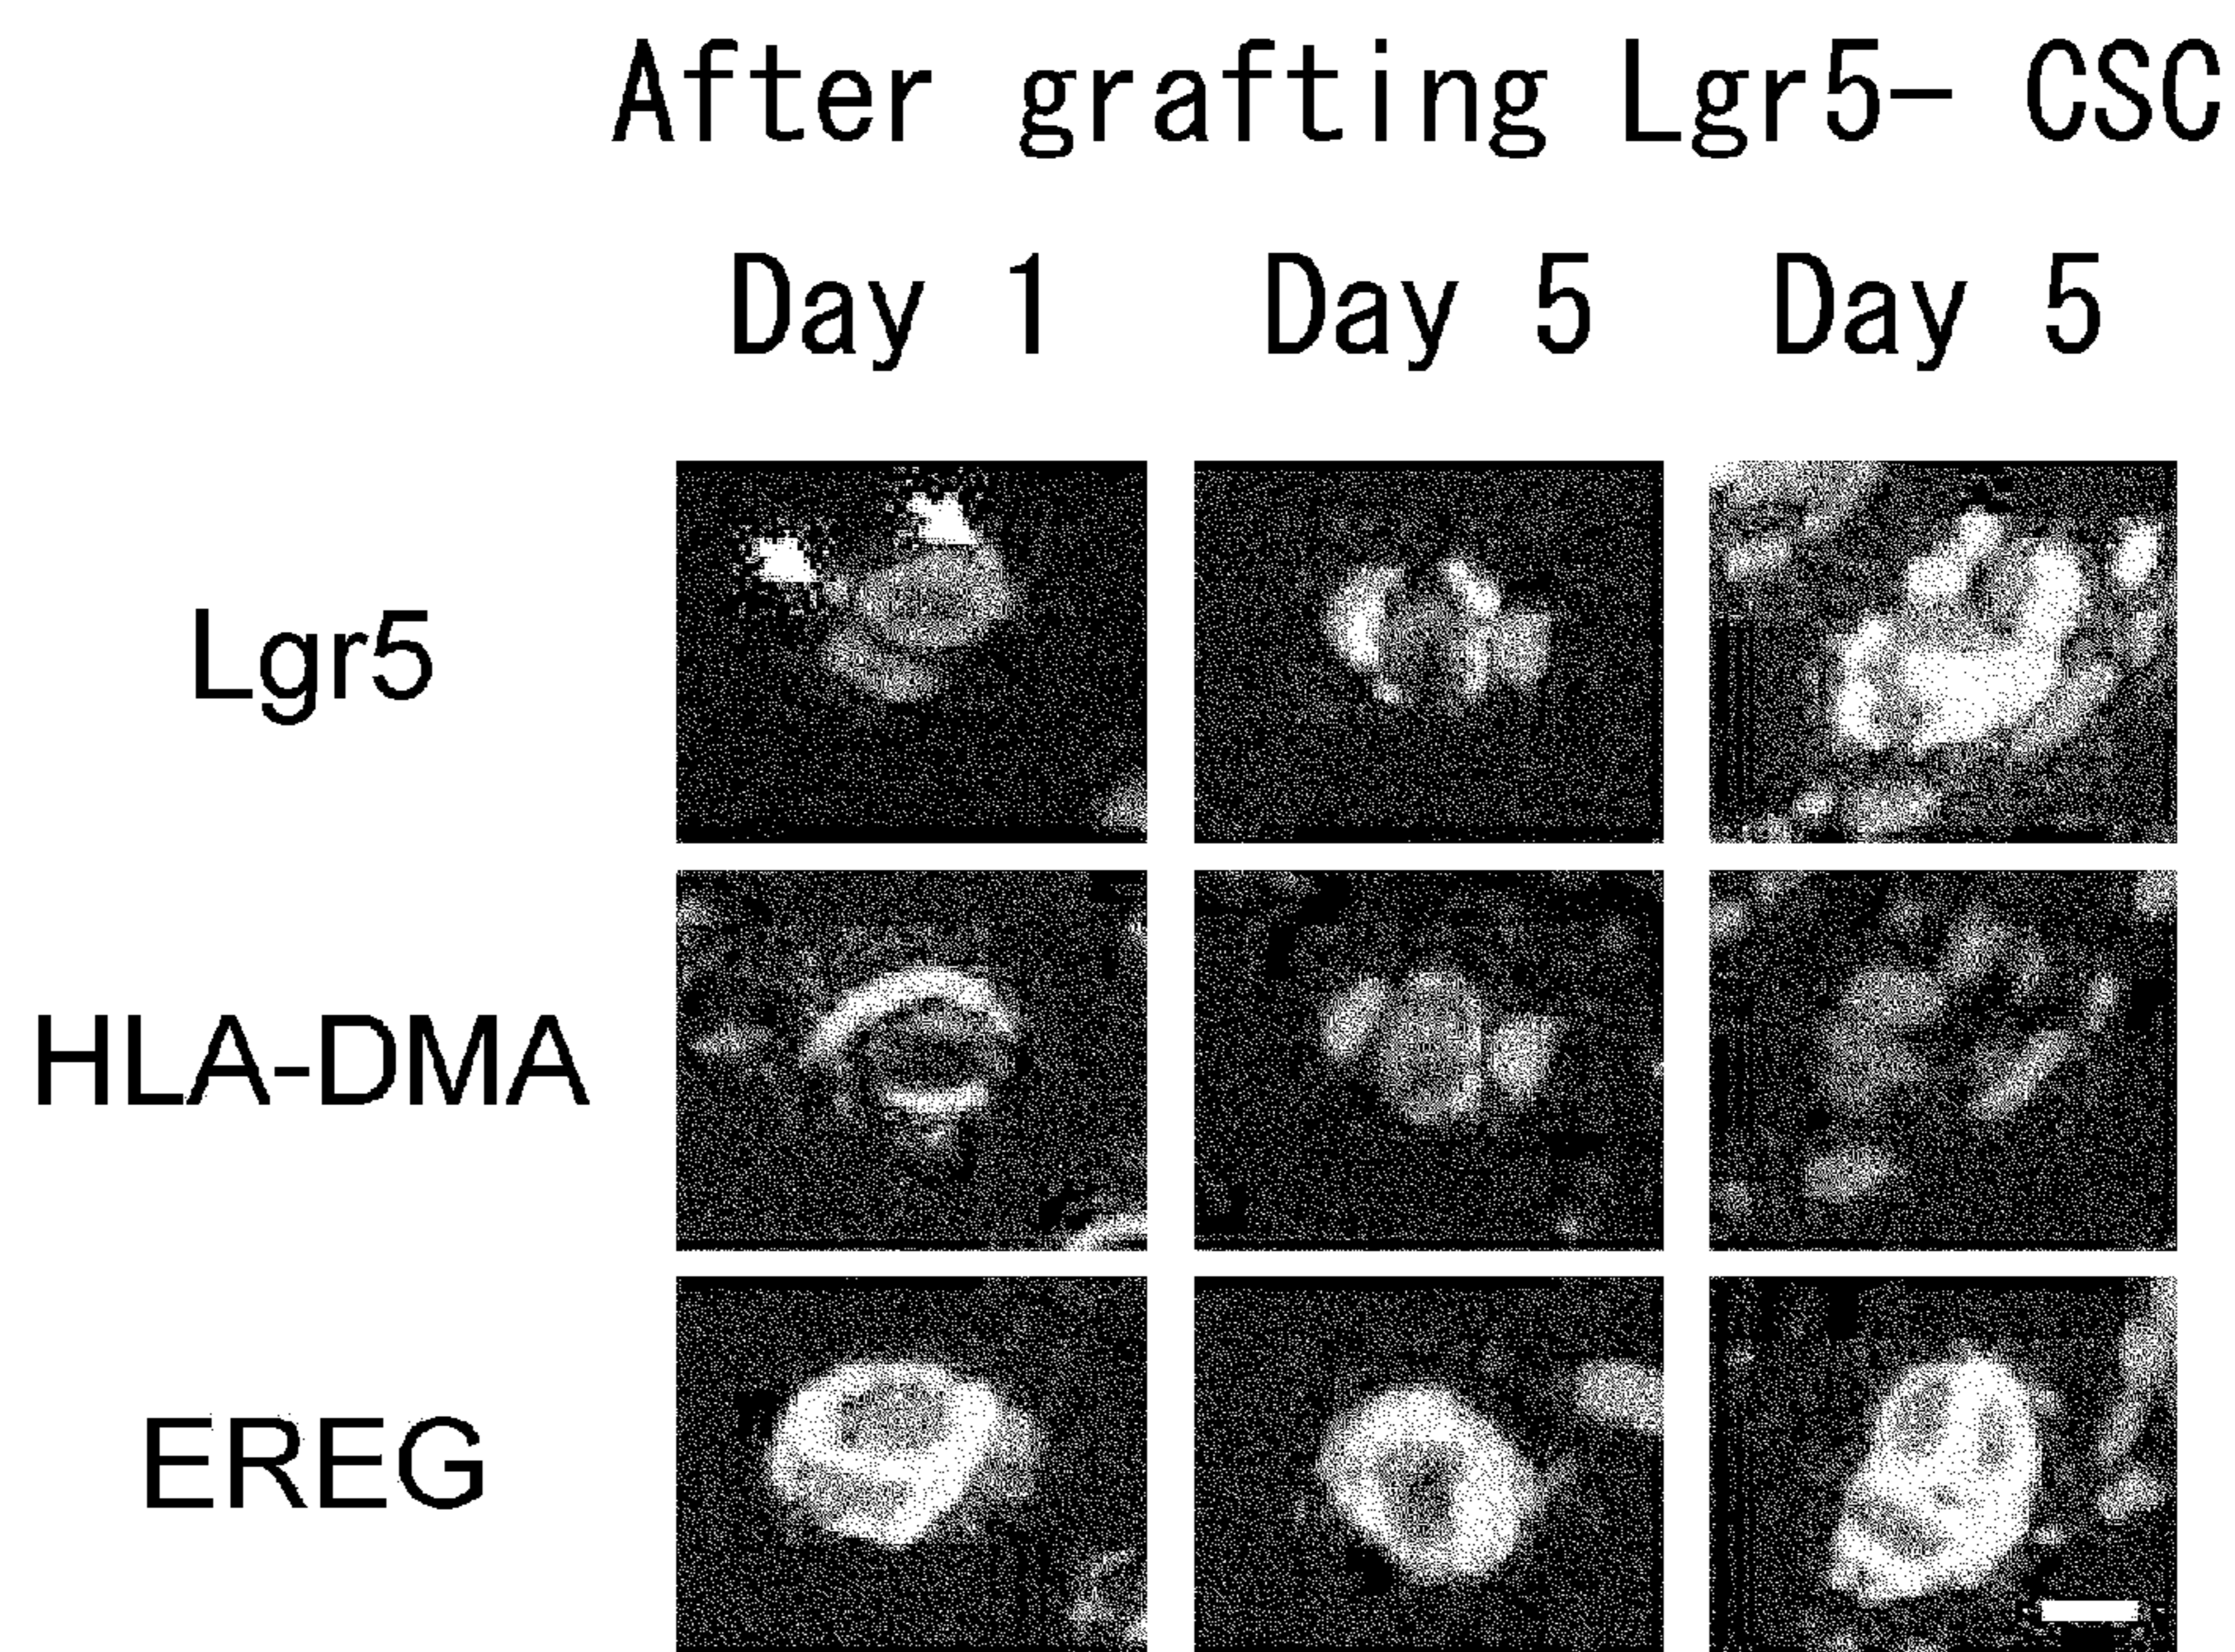 After grafting Lgr5- CSC
Day 1 Day 5 Day 5
Lgr5
HLA-DMA
EREG